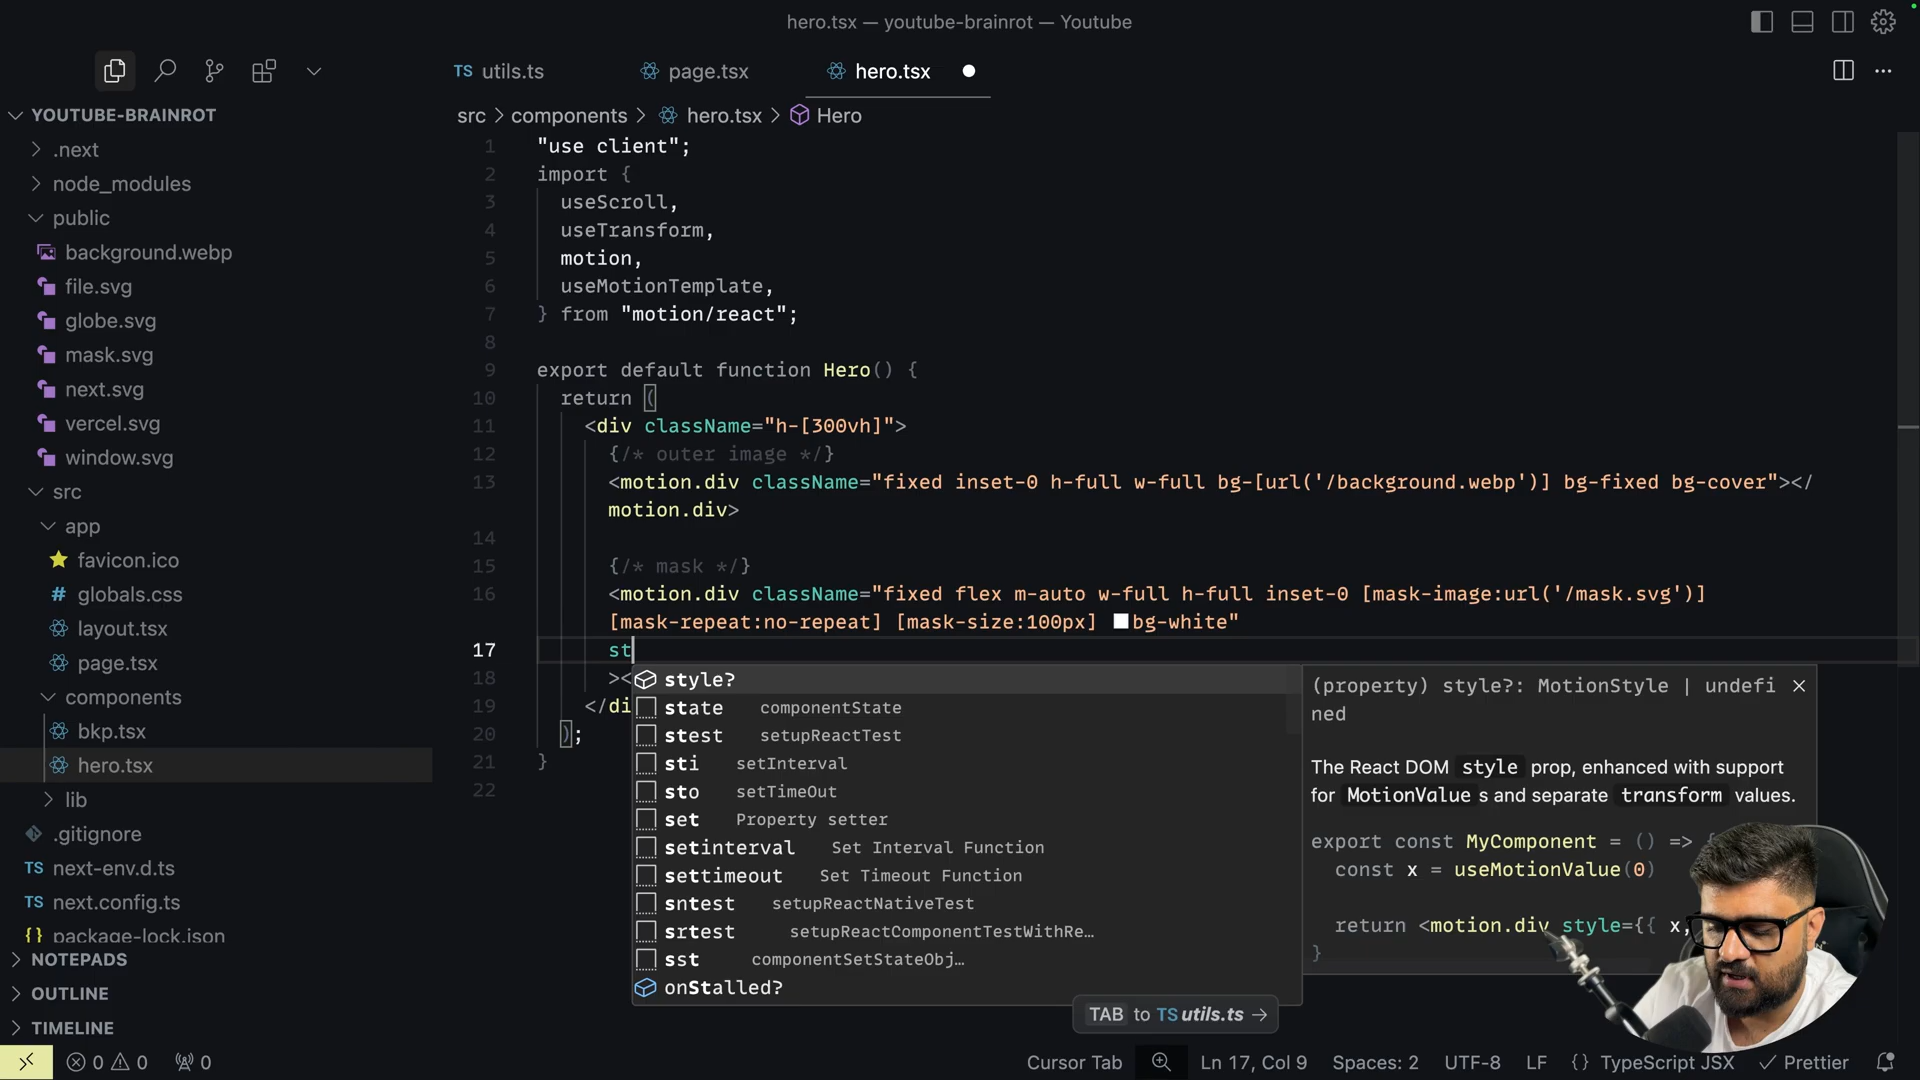 hero.tsx — youtube-brainrot — Youtube
TS utils.ts
page.tsx
hero.tsx
YOUTUBE-BRAINROT
.next
node_modules
public
background.webp
file.svg
globe.svg
mask.svg
next.svg
vercel.svg
window.svg
src
app
favicon.ico
# globals.css
layout.tsx
page.tsx
components
bkp.tsx
hero.tsx
lib
.gitignore
TS next-env.d.ts
TS next.config.ts
{} package-lock.json
NOTEPADS
OUTLINE
TIMELINE
src > components > hero.tsx > Hero
1 "use client";
2 import {
3 useScroll,
4 useTransform,
5 motion,
6 useMotionTemplate,
7 } from "motion/react";
8
9 export default function Hero() {
10 return (
11 <div className="h-[300vh]">
12 {/* outer image */}
13 <motion.div className="fixed inset-0 h-full w-full bg-[url('/background.webp')] bg-fixed bg-cover"></
motion.div>
14
15 {/* mask */}
16 <motion.div className="fixed flex m-auto w-full h-full inset-0 [mask-image:url('/mask.svg')]
[mask-repeat:no-repeat] [mask-size:100px] bg-white"
17 st
18 ><
19 </di
20 );
21 }
22
style?
state componentState
stest setupReactTest
sti setInterval
sto setTimeOut
set Property setter
setinterval Set Interval Function
settimeout Set Timeout Function
sntest setupReactNativeTest
srtest setupReactComponentTestWithRe…
sst componentSetStateObj…
onStalled?
(property) style?: MotionStyle | undefi
ned
The React DOM style prop, enhanced with support
for MotionValue s and separate transform values.
export const MyComponent = () => {
const x = useMotionValue(0)
return <motion.div style={{ x,
}
TAB to TS utils.ts →
0 0 0
Cursor Tab
Ln 17, Col 9
Spaces: 2
UTF-8
LF
{} TypeScript JSX
Prettier